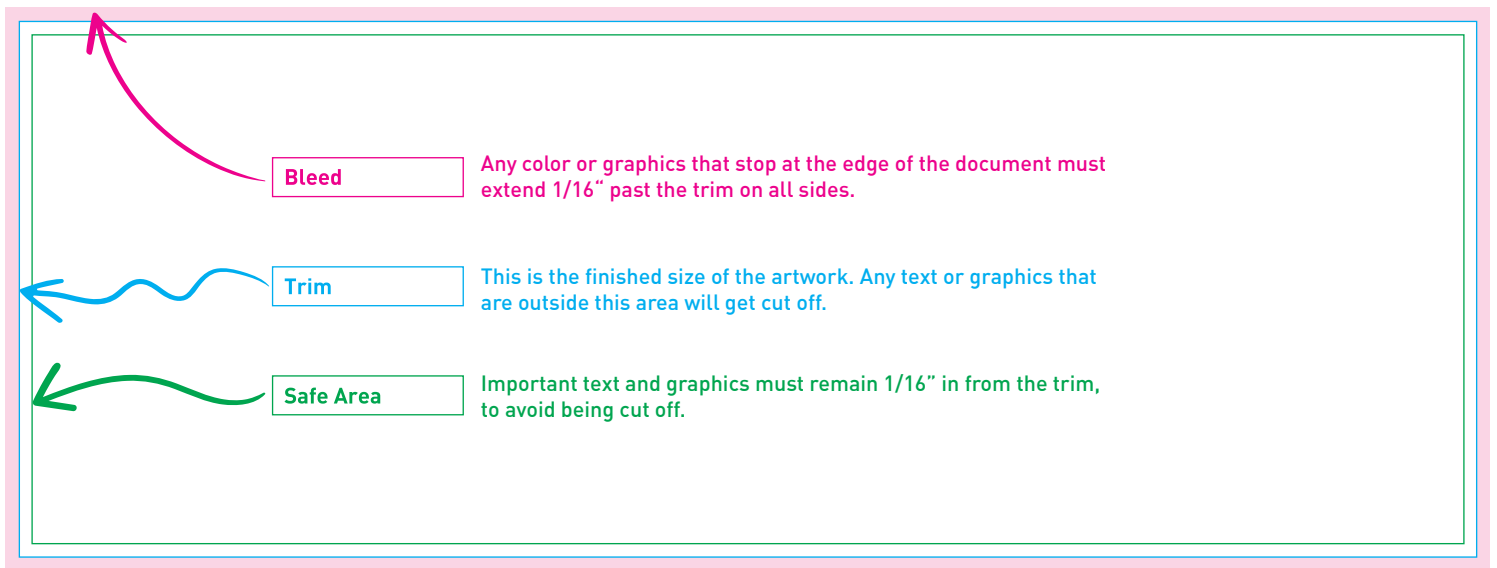 Bleed
Any color or graphics that stop at the edge of the document must
extend 1/16“ past the trim on all sides.
Trim
This is the finished size of the artwork. Any text or graphics that
are outside this area will get cut off.
Safe Area
Important text and graphics must remain 1/16” in from the trim,
to avoid being cut off.